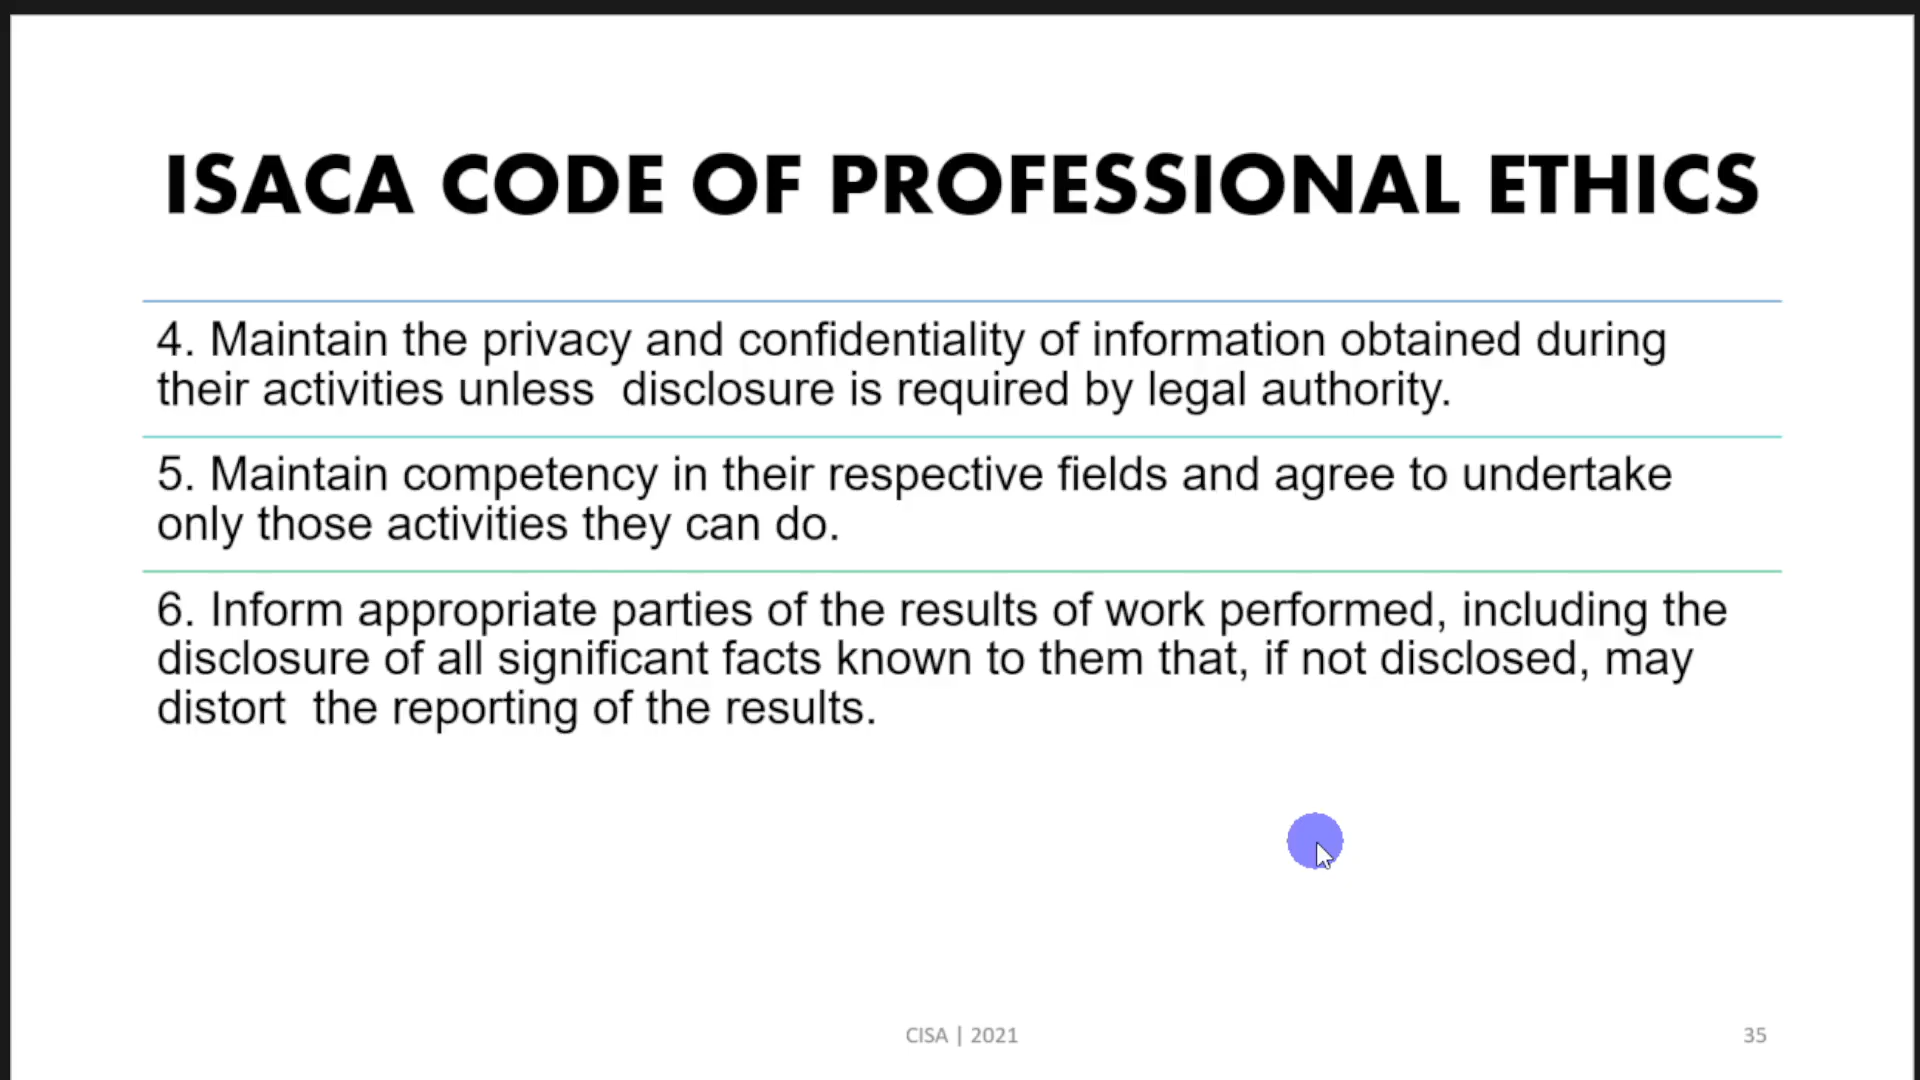 ISACA CODE OF PROFESSIONAL ETHICS
4. Maintain the privacy and confidentiality of information obtained during
their activities unless  disclosure is required by legal authority.
5. Maintain competency in their respective fields and agree to undertake
only those activities they can do.
6. Inform appropriate parties of the results of work performed, including the
disclosure of all significant facts known to them that, if not disclosed, may
distort  the reporting of the results.
CISA | 2021
35